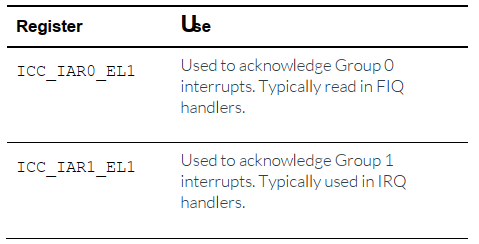 Register Use
ICC_IAR0_EL1 Used to acknowledge Group 0
interrupts. Typically read in FIQ
handlers.
ICC_IAR1_EL1 Used to acknowledge Group 1
interrupts. Typically used in IRQ
handlers.